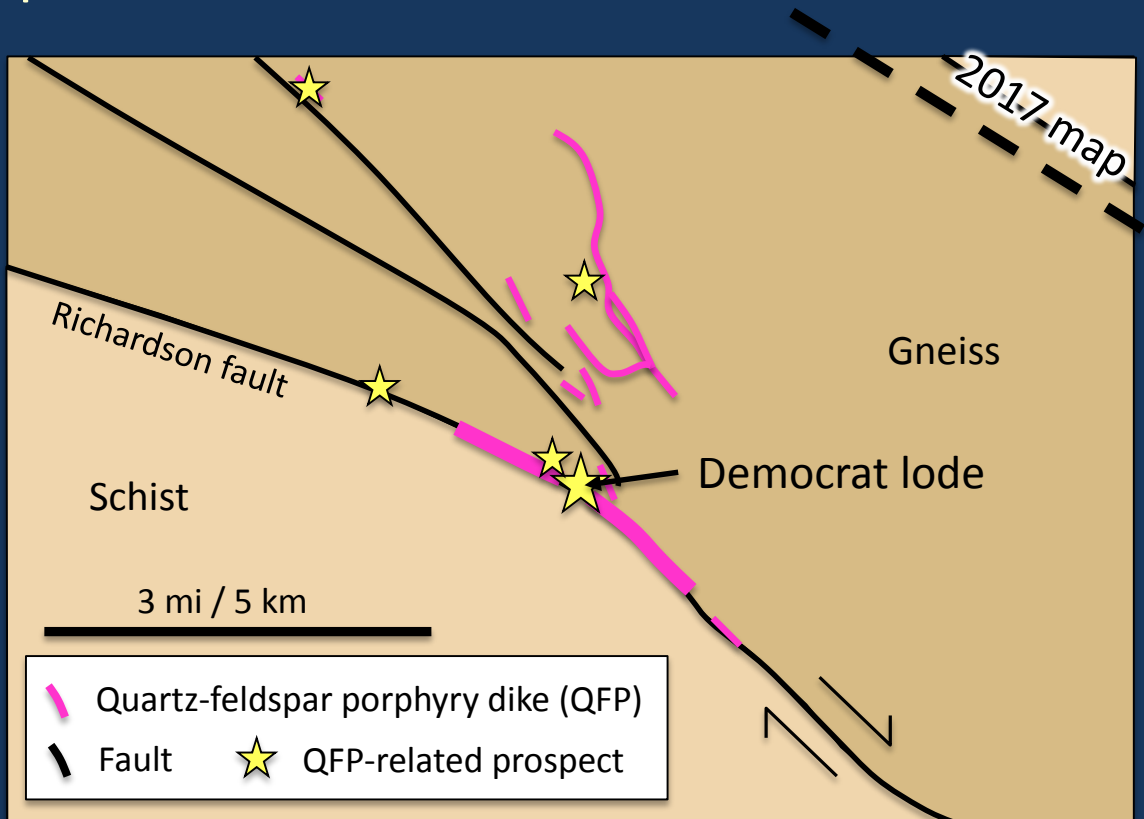 2017 map
Richardson fault
Gneiss
Democrat lode
Schist
3 mi / 5 km
Quartz-feldspar porphyry dike (QFP)
Fault
QFP-related prospect